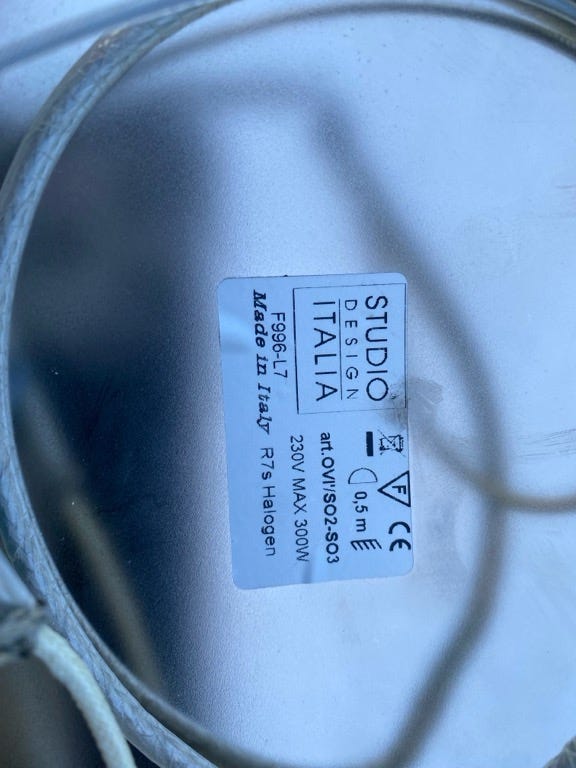 STUDIO
DESIGN
ITALIA
F996-L7
Made in Italy
F CE
0,5 m
art.OVI'/SO2-SO3
230V MAX 300W
R7s Halogen